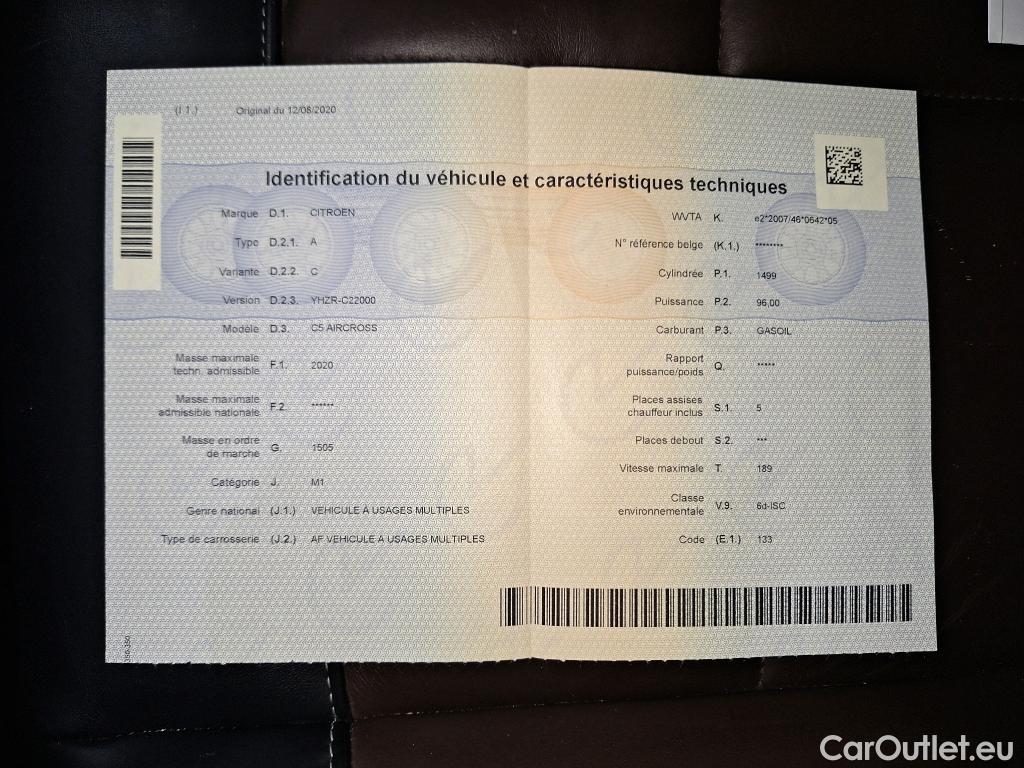 (I 1.) Original du 12/08/2020
Identification du véhicule et caractéristiques techniques
Marque D.1. CITROEN
Type D.2.1. A
Variante D.2.2. C
Version D.2.3. YHZR-C22000
Modèle D.3. C5 AIRCROSS
Masse maximale
techn. admissible F.1. 2020
Masse maximale
admissible nationale F.2. ******
Masse en ordre
de marche G. 1505
Catégorie J. M1
Genre national (J.1.) VEHICULE À USAGES MULTIPLES
Type de carrosserie (J.2.) AF VEHICULE À USAGES MULTIPLES
WVTA K. e2*2007/46*0642*05
N° référence belge (K.1.) ********
Cylindrée P.1. 1499
Puissance P.2. 96,00
Carburant P.3. GASOIL
Rapport
puissance/poids Q. *****
Places assises
chauffeur inclus S.1. 5
Places debout S.2. ***
Vitesse maximale T. 189
Classe
environnementale V.9. 6d-ISC
Code (E.1.) 133
CarOutlet.eu